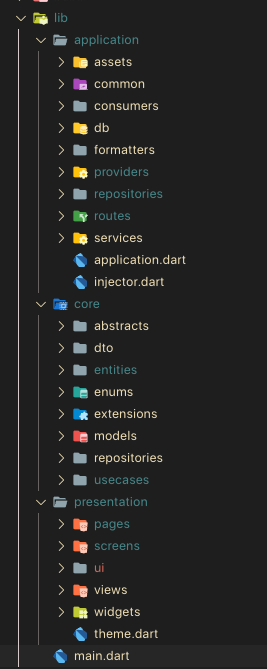 lib
application
assets
common
consumers
db
formatters
providers
repositories
routes
services
application.dart
injector.dart
core
abstracts
dto
entities
enums
extensions
models
repositories
usecases
presentation
pages
screens
ui
views
widgets
theme.dart
main.dart